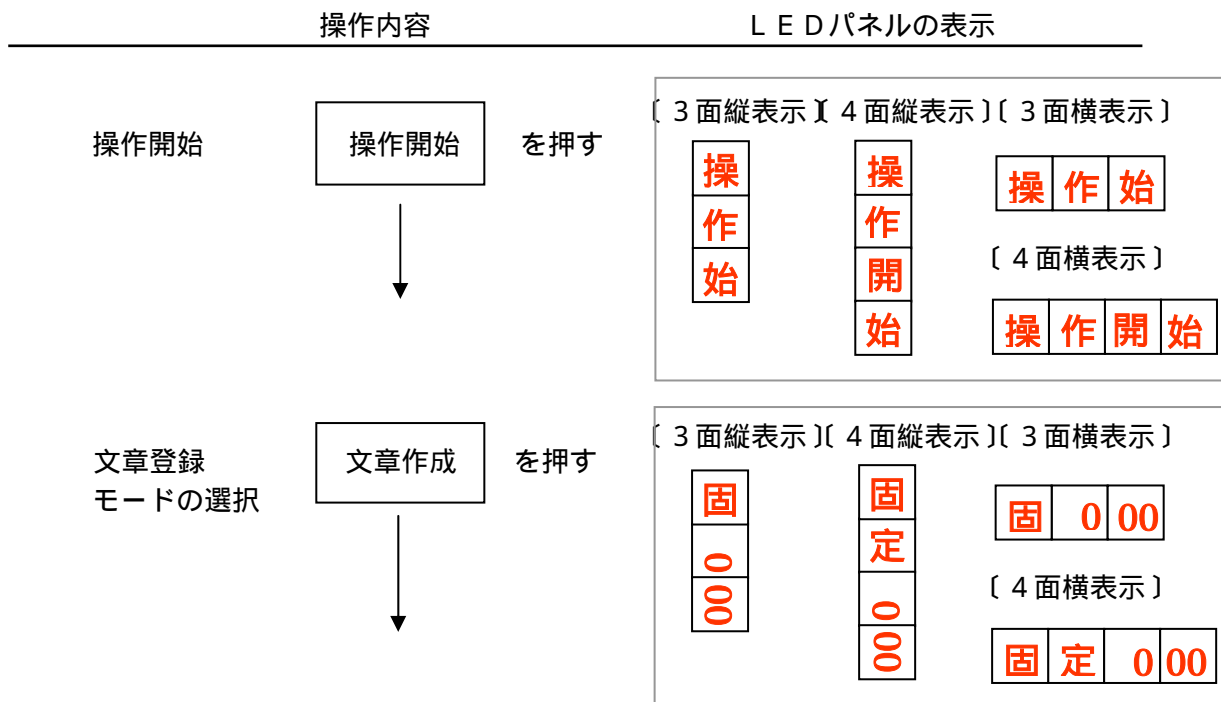 操作内容 ＬＥＤパネルの表示
操作開始 操作開始 を押す
〔３面縦表示〕〔４面縦表示〕〔３面横表示〕
操作始
操作開始
操作始
〔４面横表示〕
操作開始
文章登録
モードの選択
文章作成 を押す
〔３面縦表示〕〔４面縦表示〕〔３面横表示〕
固 0 00
固定 0 00
固 0 00
〔４面横表示〕
固定 0 00